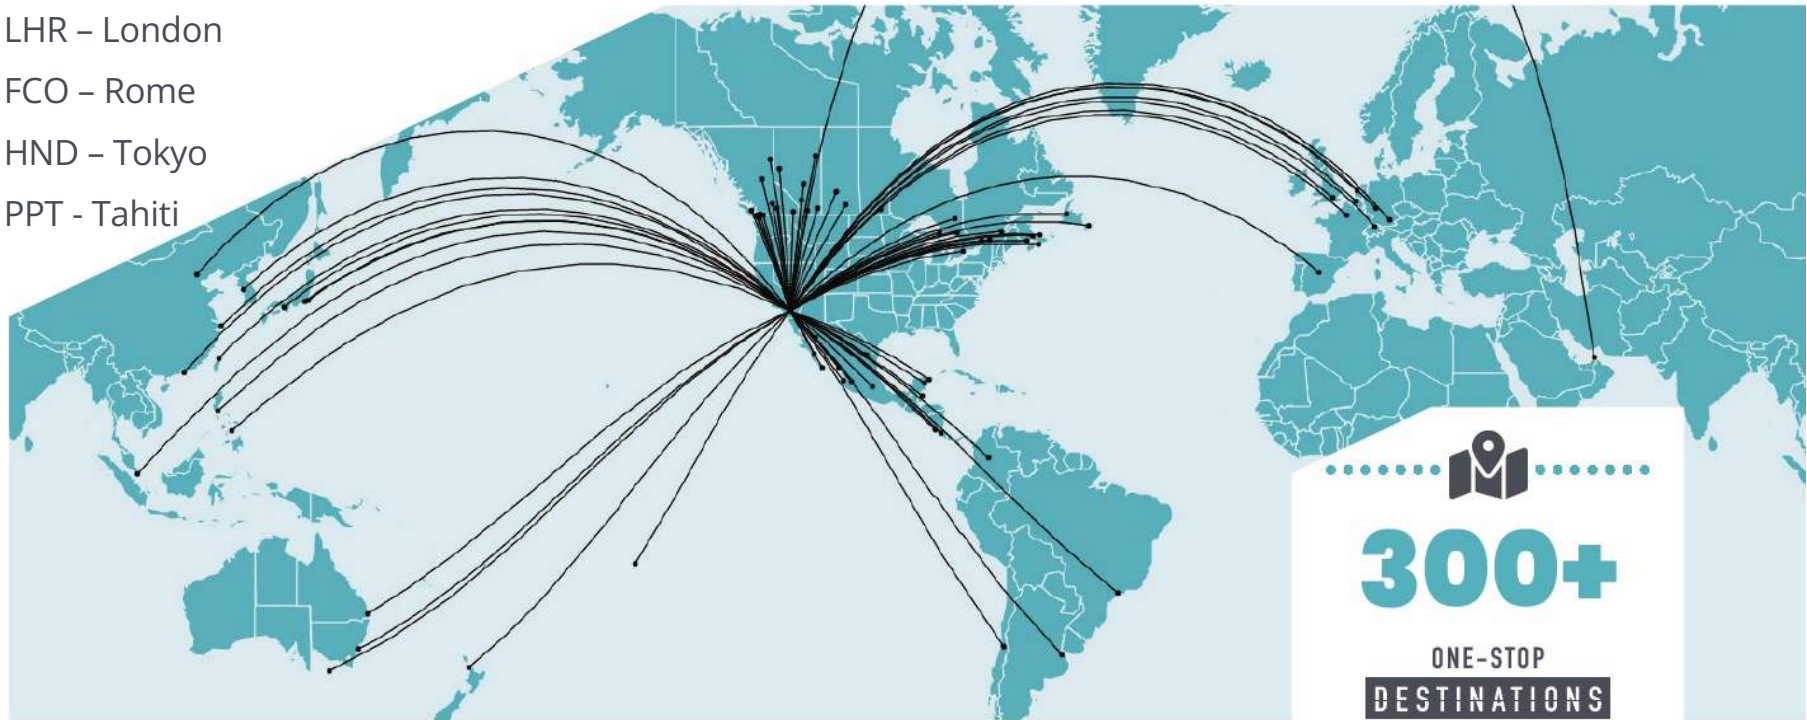 LHR – London
FCO – Rome
HND – Tokyo
PPT - Tahiti
300+
ONE-STOP
DESTINATIONS